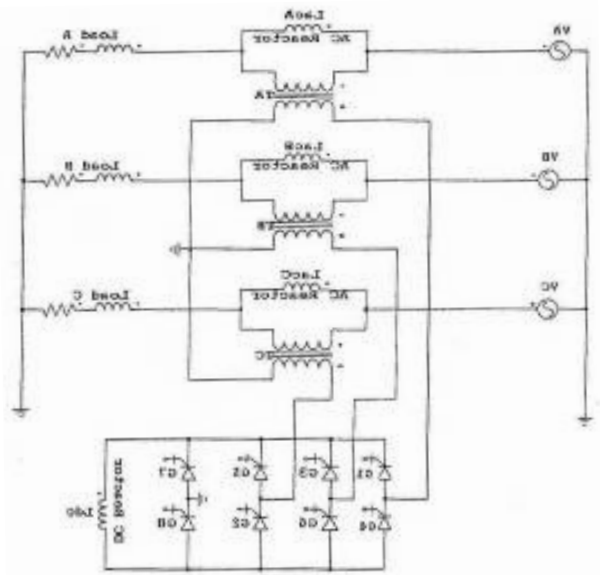 LacA
VA
AC Reactor
Load A
TA
LacB
VB
AC Reactor
Load B
TB
LacC
VC
AC Reactor
Load C
TC
G1
G3
G5
G7
G4
G6
G2
G8
DC Reactor
Ldc